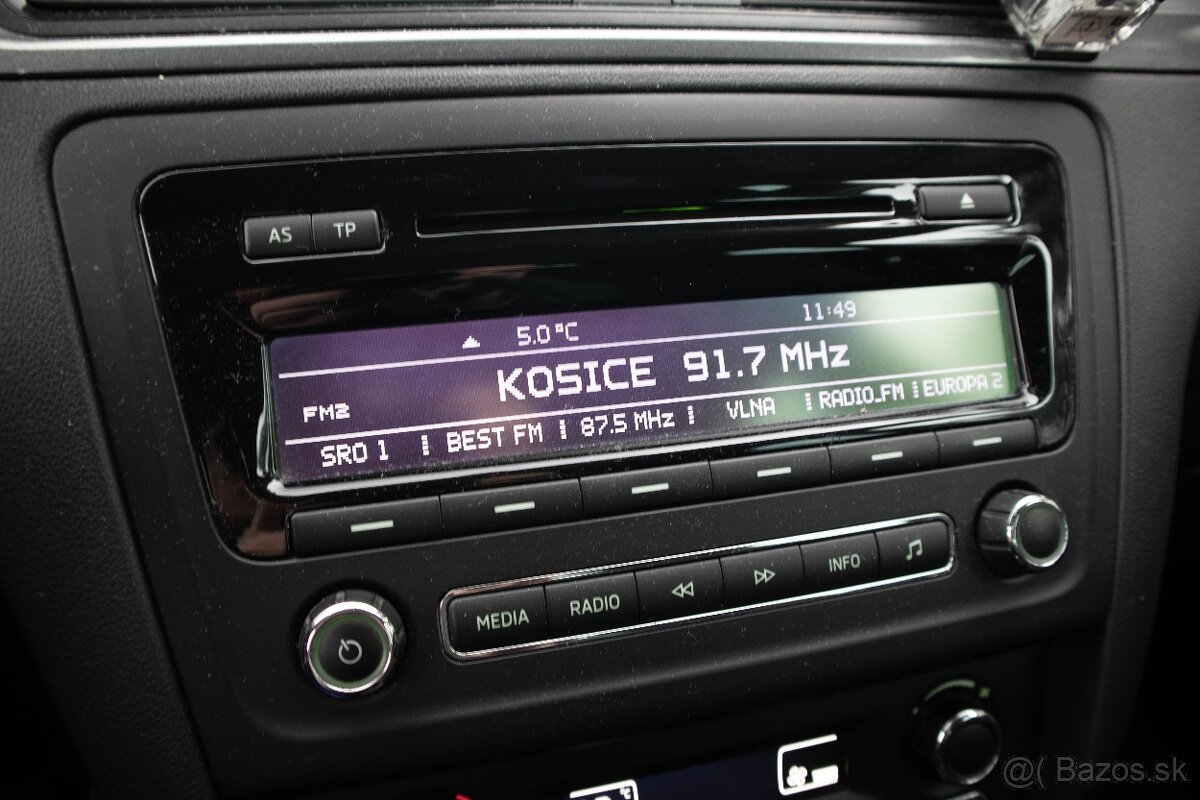 AS TP
5.0°C 11:49
KOSICE 91.7 MHz
FM2
SRO 1 BEST FM 87.5 MHz VLNA RADIO_FM EUROPA 2
MEDIA RADIO INFO
°C
@( Bazos.sk